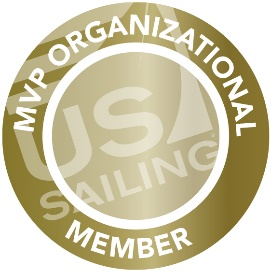 MVP ORGANIZATIONAL
US
SAILING
MEMBER